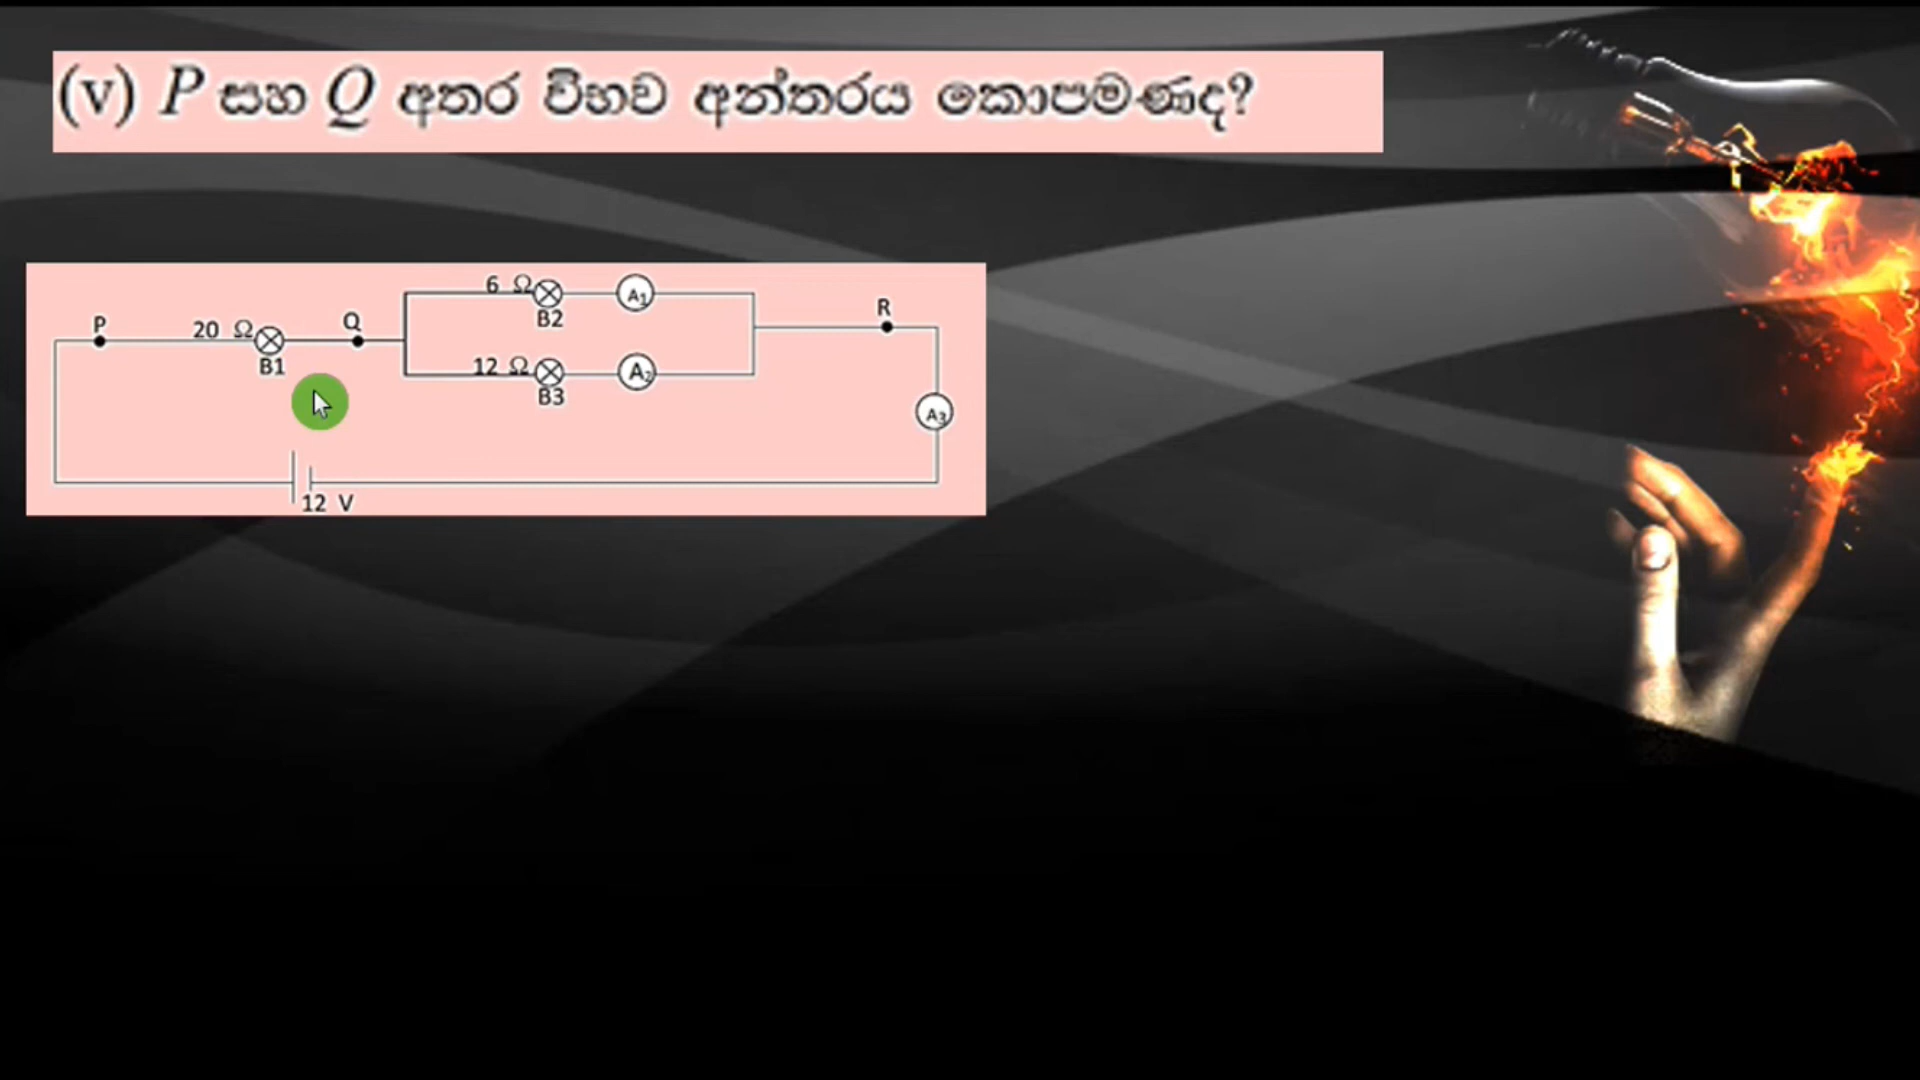 (v) P සහ Q අතර විභව අන්තරය කොපමණද?
6 Ω
A1
B2
P
20 Ω
B1
Q
R
12 Ω
A2
B3
A3
12 V